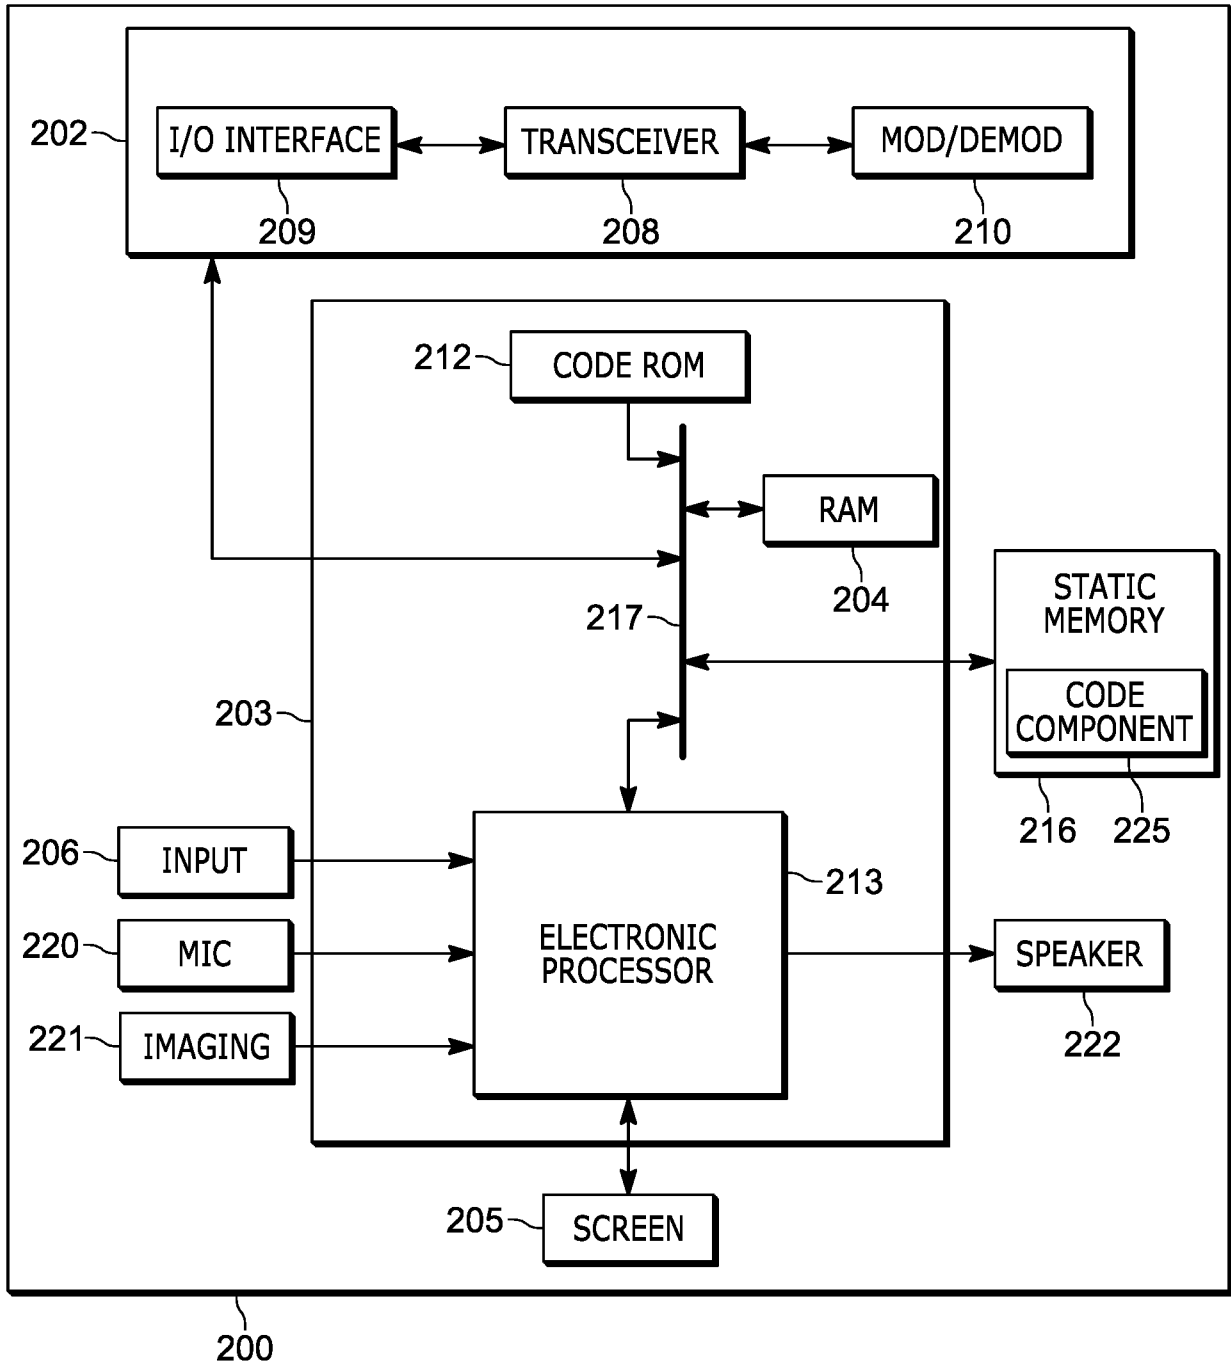 202
I/O INTERFACE
TRANSCEIVER
MOD/DEMOD
209
208
210
212
CODE ROM
RAM
204
217
STATIC
MEMORY
CODE
COMPONENT
203
216
225
206
INPUT
213
220
MIC
ELECTRONIC
PROCESSOR
SPEAKER
221
IMAGING
222
205
SCREEN
200